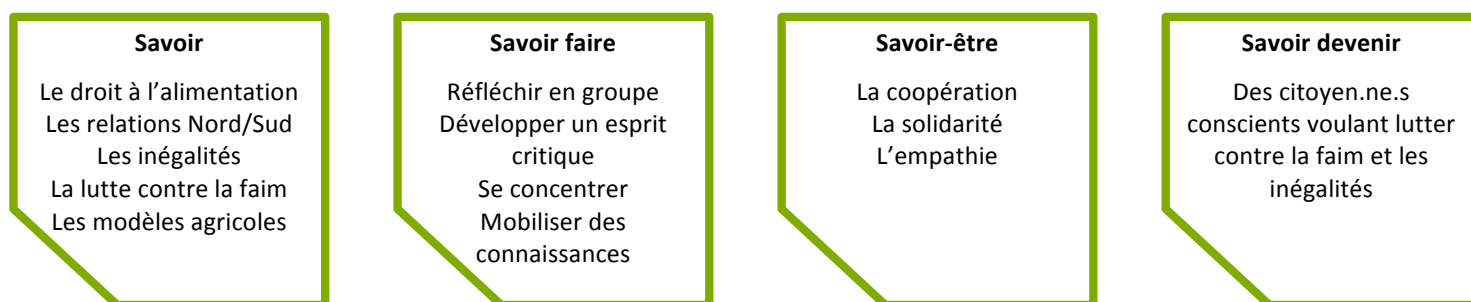 Savoir
Le droit à l’alimentation
Les relations Nord/Sud
Les inégalités
La lutte contre la faim
Les modèles agricoles
Savoir faire
Réfléchir en groupe
Développer un esprit
critique
Se concentrer
Mobiliser des
connaissances
Savoir-être
La coopération
La solidarité
L’empathie
Savoir devenir
Des citoyen.ne.s
conscients voulant lutter
contre la faim et les
inégalités